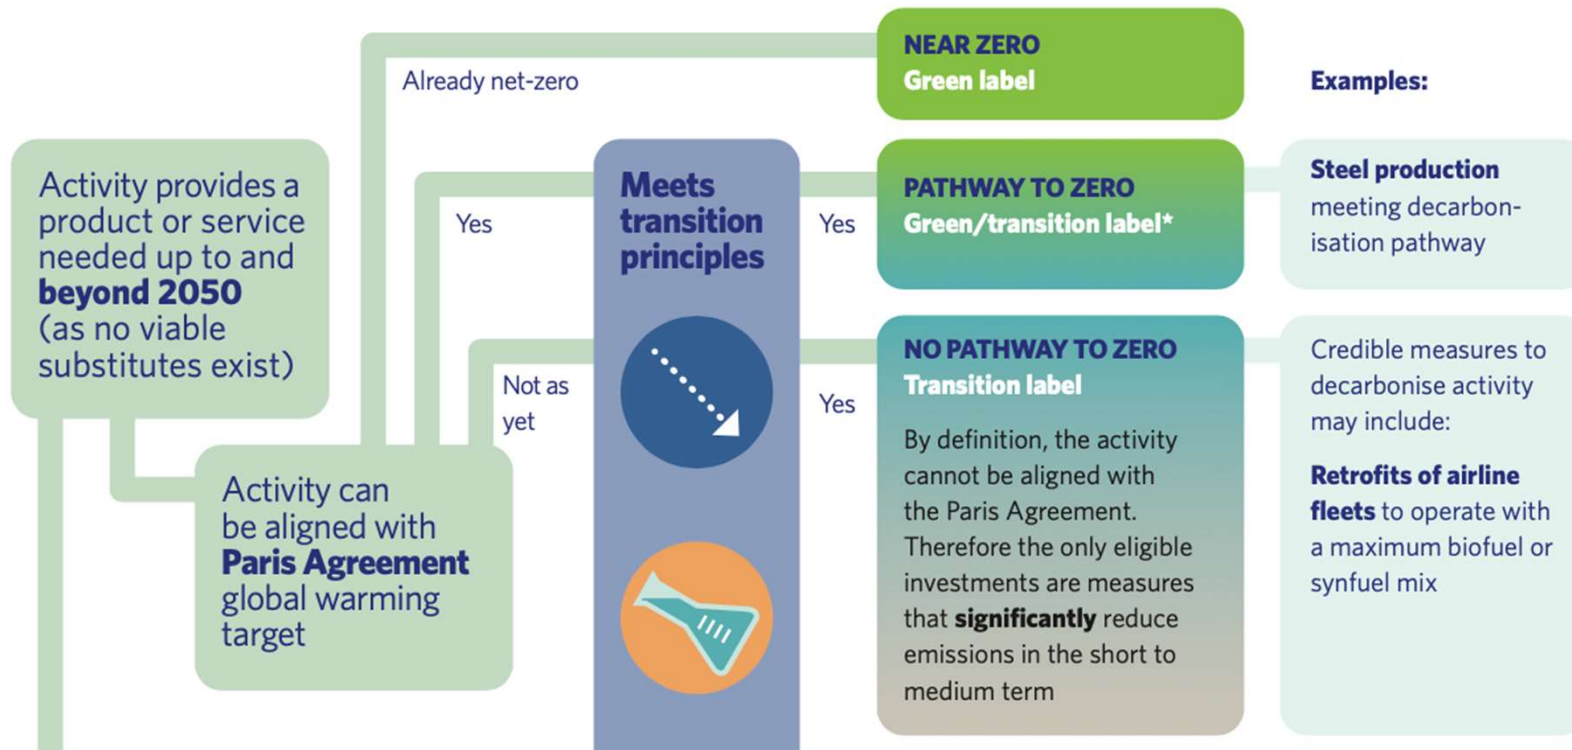 NEAR ZERO
Green label
Already net-zero
Examples:
Activity provides a
product or service
needed up to and
beyond 2050
(as no viable
substitutes exist)
Yes
Meets
transition
principles
Yes
PATHWAY TO ZERO
Green/transition label*
Steel production
meeting decarbon-
isation pathway
Not as
yet
Yes
NO PATHWAY TO ZERO
Transition label
By definition, the activity
cannot be aligned with
the Paris Agreement.
Therefore the only eligible
investments are measures
that significantly reduce
emissions in the short to
medium term
Credible measures to
decarbonise activity
may include:
Retrofits of airline
fleets to operate with
a maximum biofuel or
synfuel mix
Activity can
be aligned with
Paris Agreement
global warming
target